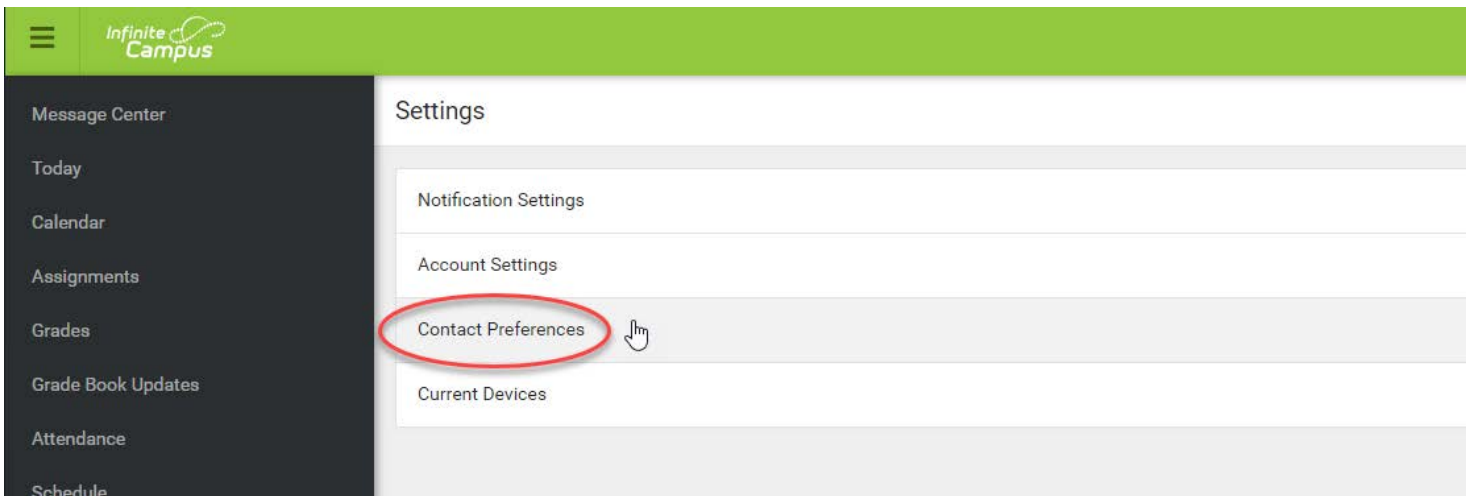 Infinite
Campus
Message Center
Today
Calendar
Assignments
Grades
Grade Book Updates
Attendance
Schedule
Settings
Notification Settings
Account Settings
Contact Preferences
Current Devices